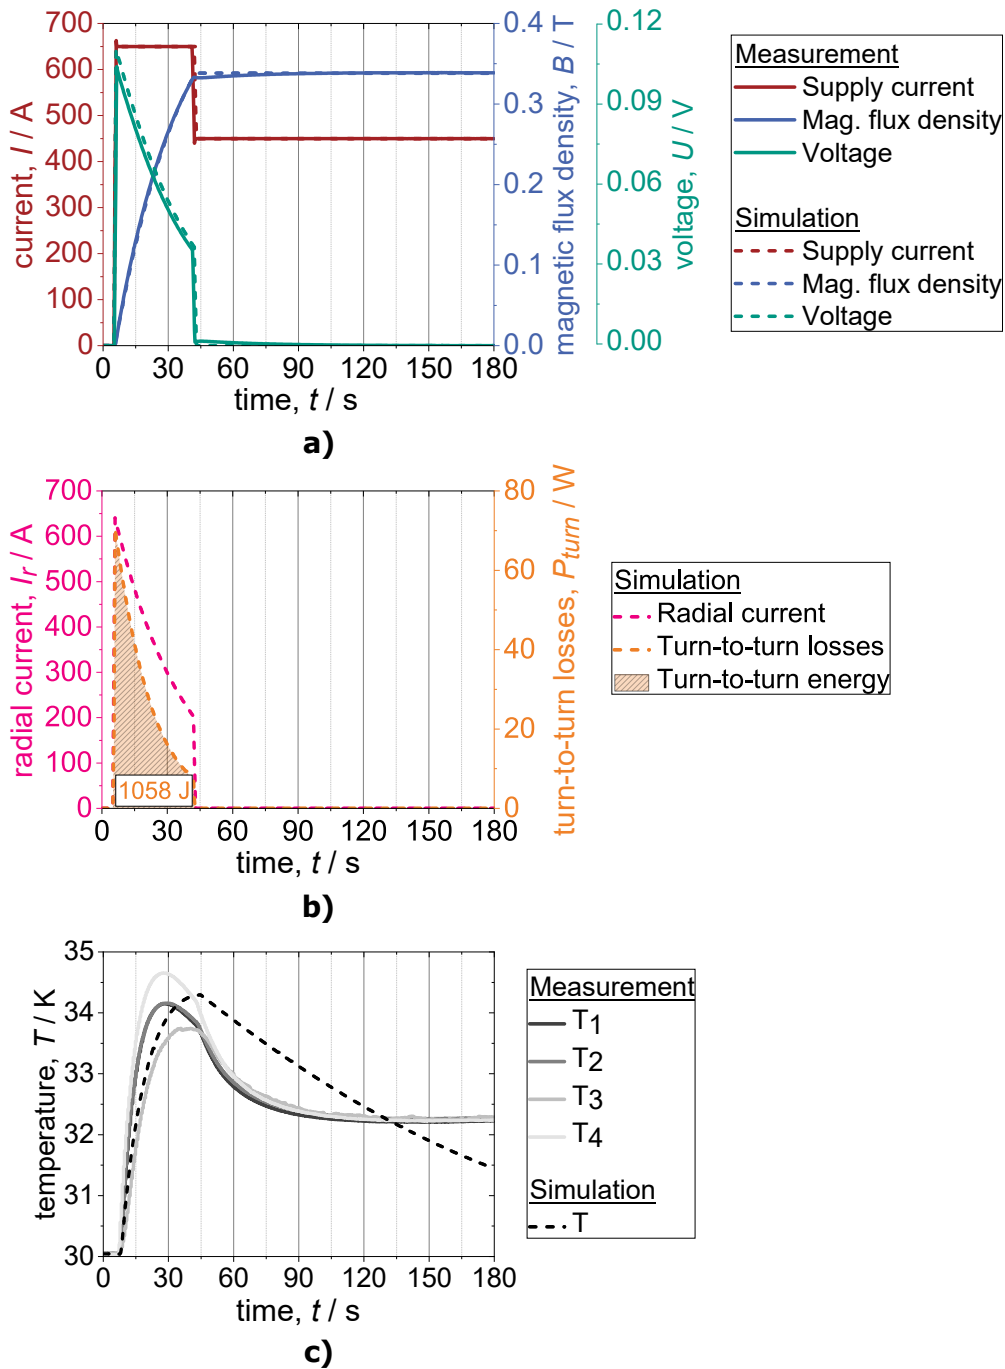 700
600
500
400
300
200
100
0
current, I / A
0.4
0.3
0.2
0.1
0.0
magnetic flux density, B / T
0.12
0.09
0.06
0.03
0.00
voltage, U / V
0 30 60 90 120 150 180
time, t / s
a)
Measurement
Supply current
Mag. flux density
Voltage
Simulation
Supply current
Mag. flux density
Voltage
700
600
500
400
300
200
100
0
radial current, I_r / A
80
60
40
20
0
turn-to-turn losses, P_turn / W
1058 J
0 30 60 90 120 150 180
time, t / s
b)
Simulation
Radial current
Turn-to-turn losses
Turn-to-turn energy
35
34
33
32
31
30
temperature, T / K
0 30 60 90 120 150 180
time, t / s
c)
Measurement
T1
T2
T3
T4
Simulation
T